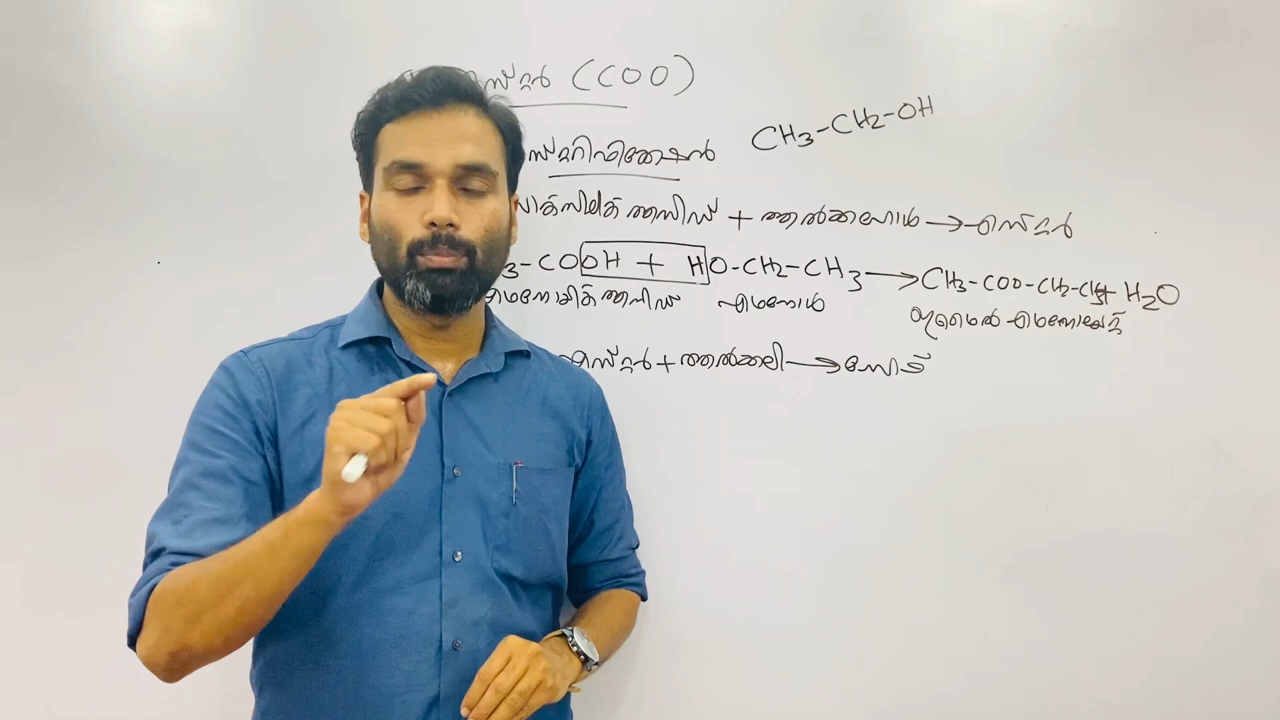 സ്റ്റർ (COO)
സ്റ്ററിഫിക്കേഷൻ
CH3-CH2-OH
ക്സിലിക് ആസിഡ് + ആൽക്കഹോൾ → എസ്റ്റർ
3-COOH + HO-CH2-CH3 → CH3-COO-CH2-CH3 + H2O
എഥനോയിക് ആസിഡ് എഥനോൾ ഈഥൈൽ എഥനോയേറ്റ്
എസ്റ്റർ + ആൽക്കലി → സോപ്പ്